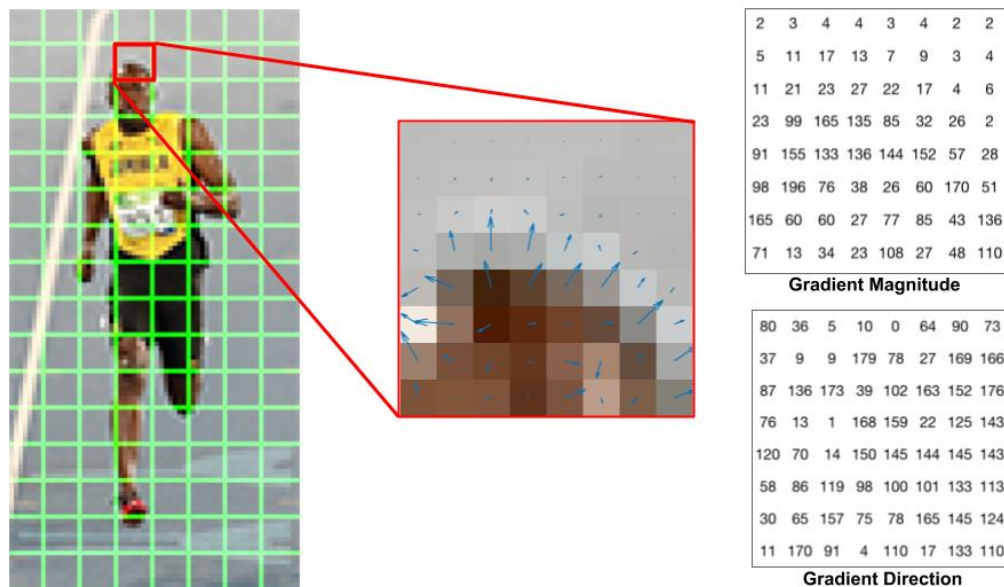 2 3 4 4 3 4 2 2
5 11 17 13 7 9 3 4
11 21 23 27 22 17 4 6
23 99 165 135 85 32 26 2
91 155 133 136 144 152 57 28
98 196 76 38 26 60 170 51
165 60 60 27 77 85 43 136
71 13 34 23 108 27 48 110
Gradient Magnitude
80 36 5 10 0 64 90 73
37 9 9 179 78 27 169 166
87 136 173 39 102 163 152 176
76 13 1 168 159 22 125 143
120 70 14 150 145 144 145 143
58 86 119 98 100 101 133 113
30 65 157 75 78 165 145 124
11 170 91 4 110 17 133 110
Gradient Direction